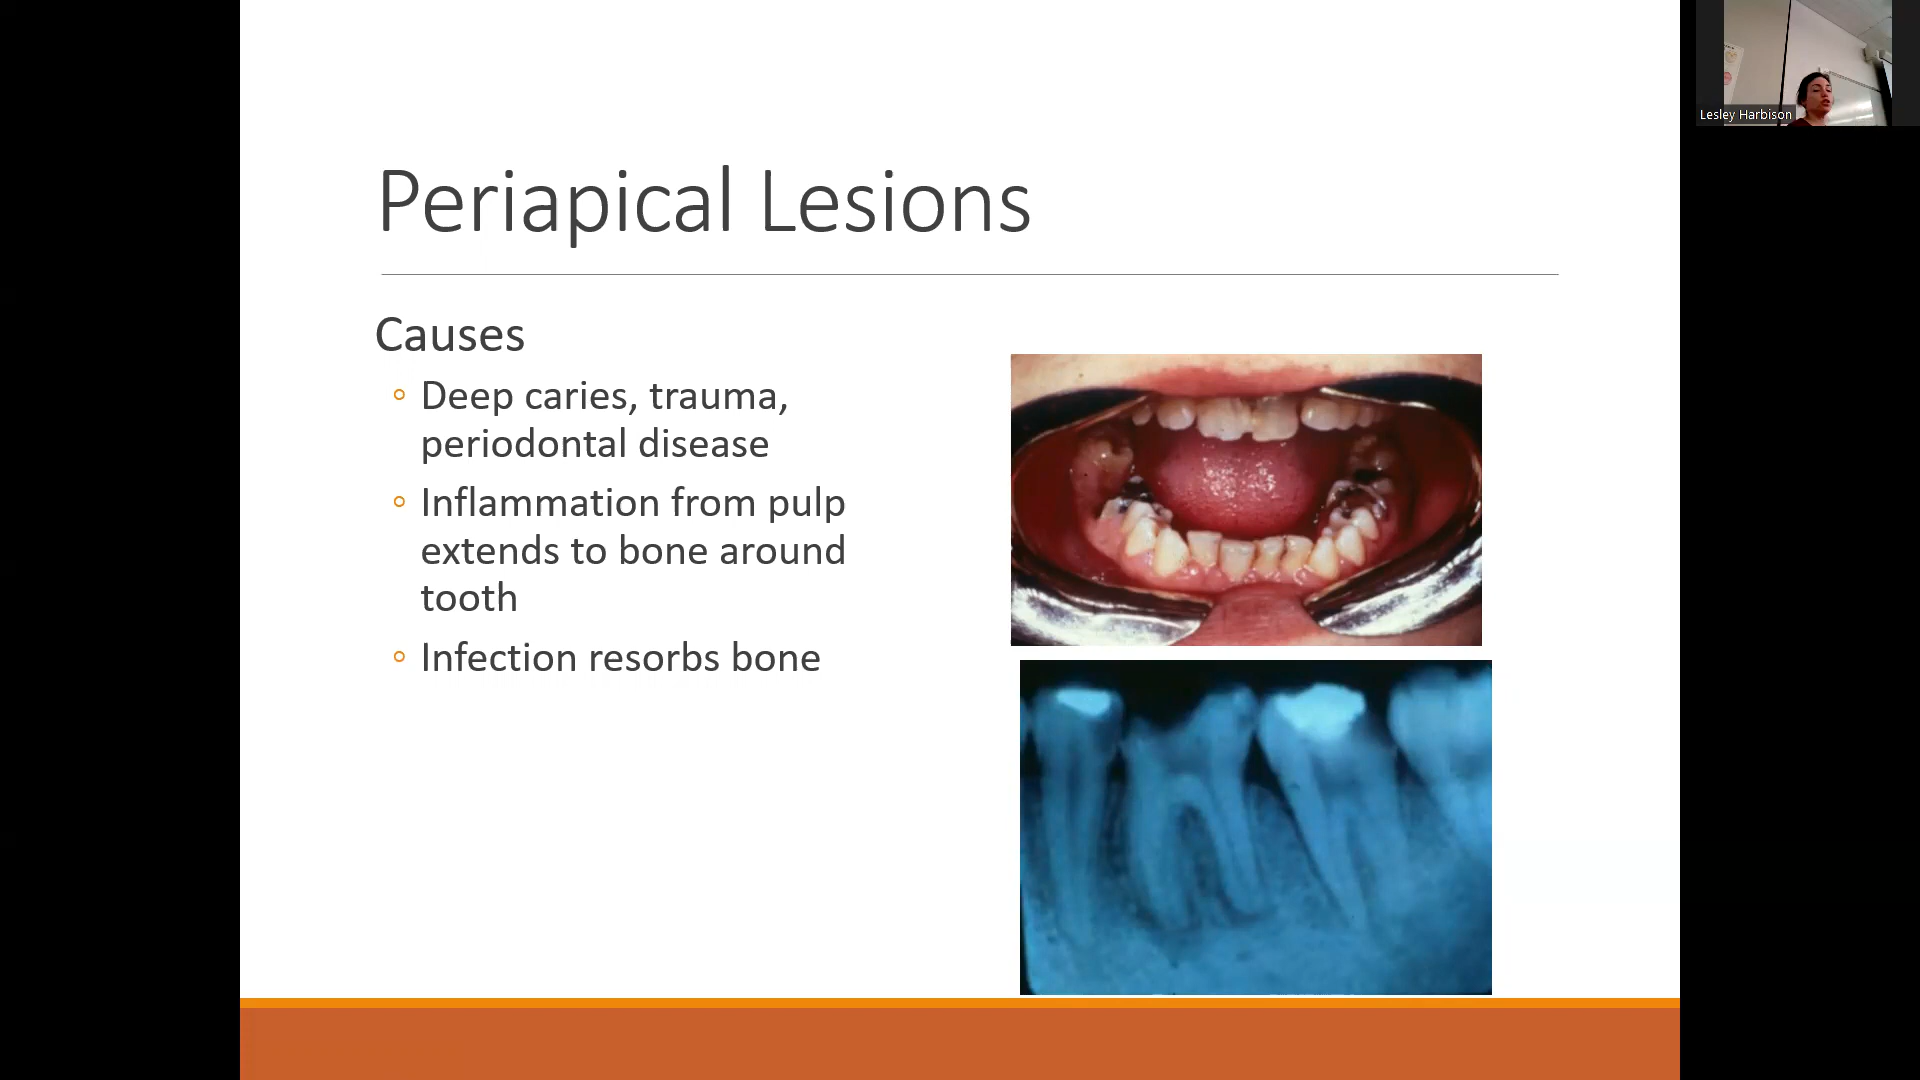 Lesley Harbison
Periapical Lesions
Causes
Deep caries, trauma,
periodontal disease
Inflammation from pulp
extends to bone around
tooth
Infection resorbs bone